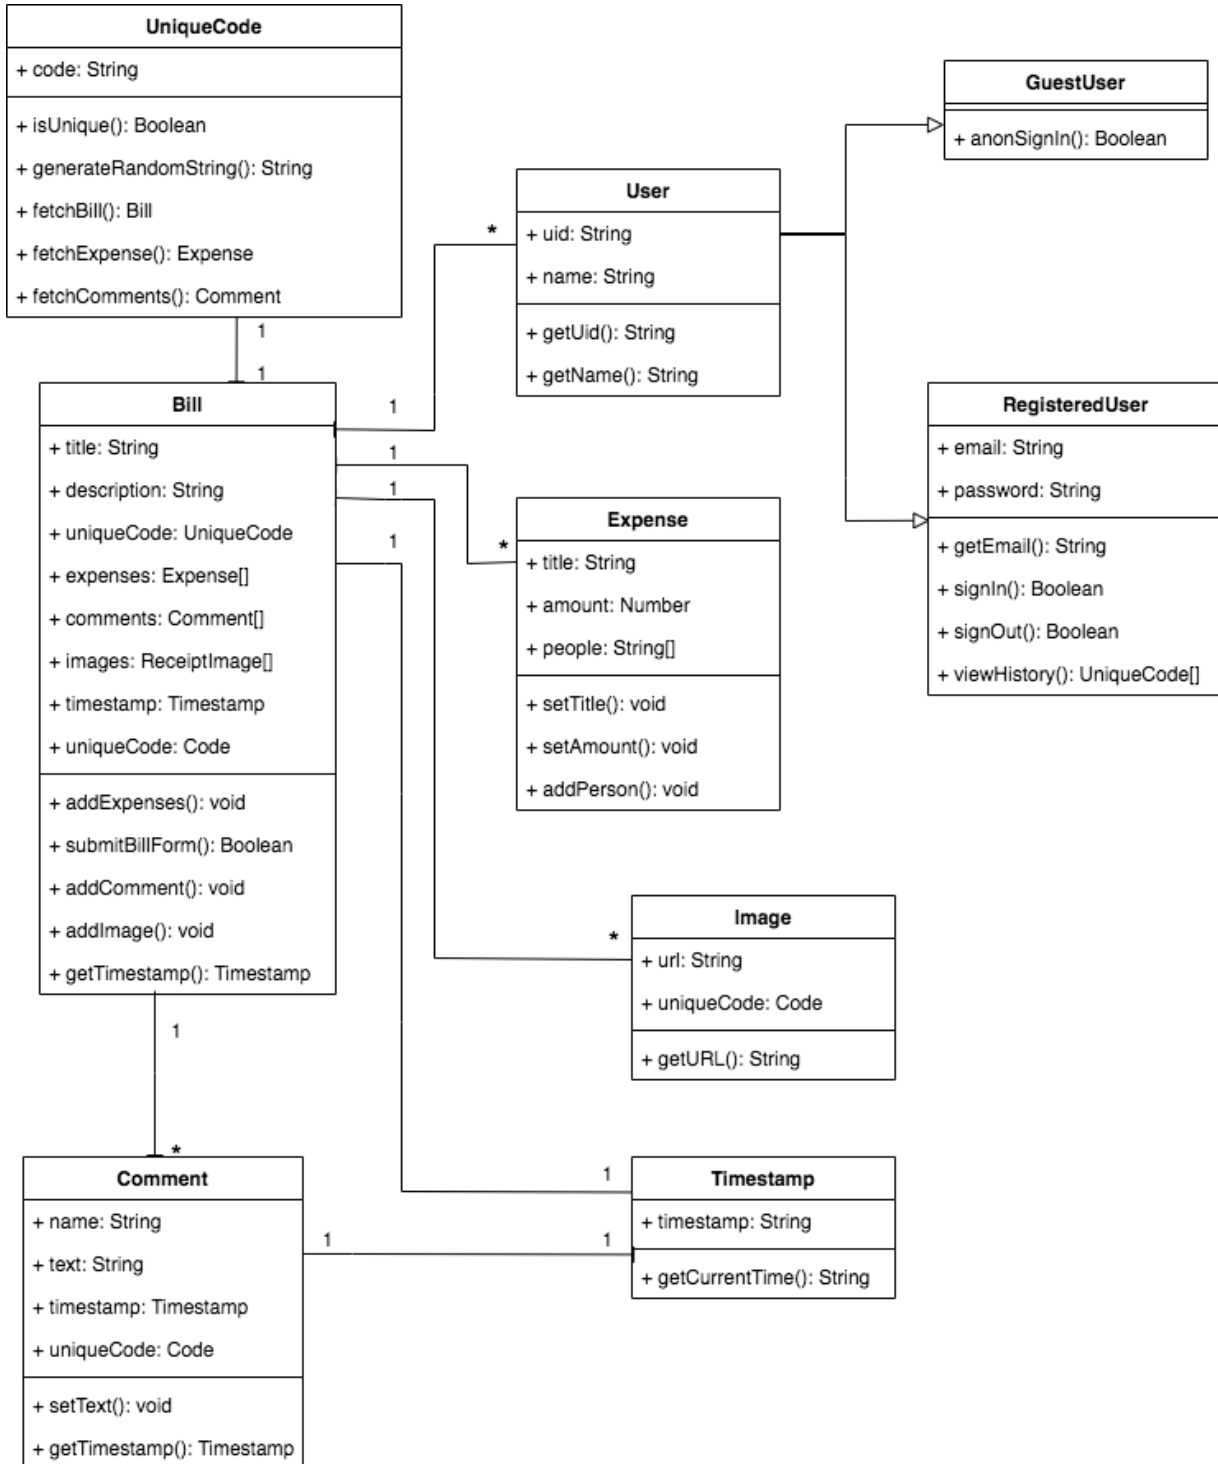 UniqueCode
+ code: String
+ isUnique(): Boolean
+ generateRandomString(): String
+ fetchBill(): Bill
+ fetchExpense(): Expense
+ fetchComments(): Comment
1
1
GuestUser
+ anonSignIn(): Boolean
User
+ uid: String
+ name: String
+ getUid(): String
+ getName(): String
*
1
RegisteredUser
+ email: String
+ password: String
+ getEmail(): String
+ signIn(): Boolean
+ signOut(): Boolean
+ viewHistory(): UniqueCode[]
Bill
+ title: String
+ description: String
+ uniqueCode: UniqueCode
+ expenses: Expense[]
+ comments: Comment[]
+ images: ReceiptImage[]
+ timestamp: Timestamp
+ uniqueCode: Code
+ addExpenses(): void
+ submitBillForm(): Boolean
+ addComment(): void
+ addImage(): void
+ getTimestamp(): Timestamp
1
1
1
*
Expense
+ title: String
+ amount: Number
+ people: String[]
+ setTitle(): void
+ setAmount(): void
+ addPerson(): void
*
Image
+ url: String
+ uniqueCode: Code
+ getURL(): String
1
*
Comment
+ name: String
+ text: String
+ timestamp: Timestamp
+ uniqueCode: Code
+ setText(): void
+ getTimestamp(): Timestamp
1
1
1
Timestamp
+ timestamp: String
+ getCurrentTime(): String